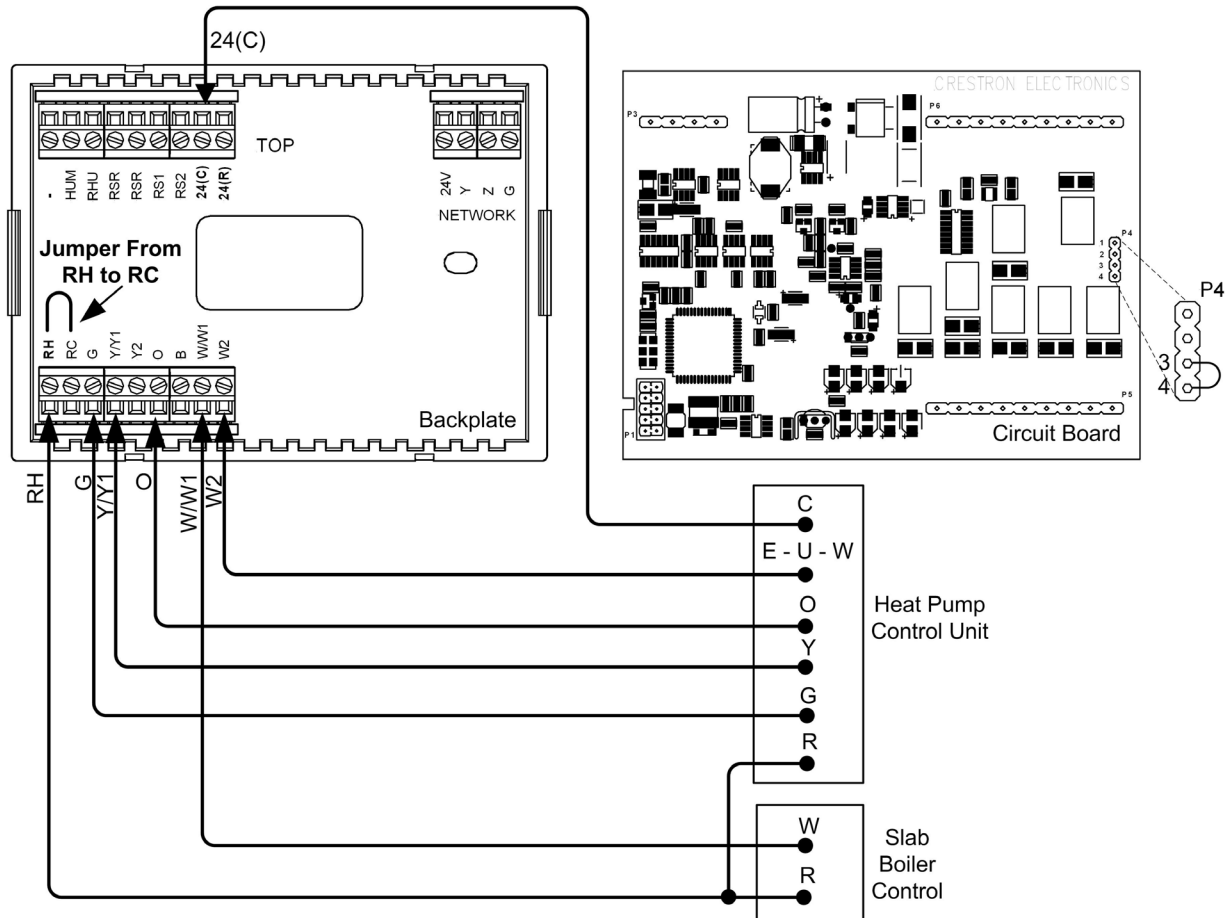 24(C)
TOP
-
HUM
RHU
RSR
RSR
RS1
RS2
24(C)
24(R)
24V
Y
Z
G
NETWORK
Jumper From
RH to RC
RH
RC
G
Y/Y1
Y2
O
B
W/W1
W2
Backplate
RH
G
Y/Y1
O
W/W1
W2
CRESTRON ELECTRONICS
P3
P6
P4
1
2
3
4
P1
P5
Circuit Board
P4
3
4
C
E - U - W
O
Y
G
R
Heat Pump
Control Unit
W
R
Slab
Boiler
Control